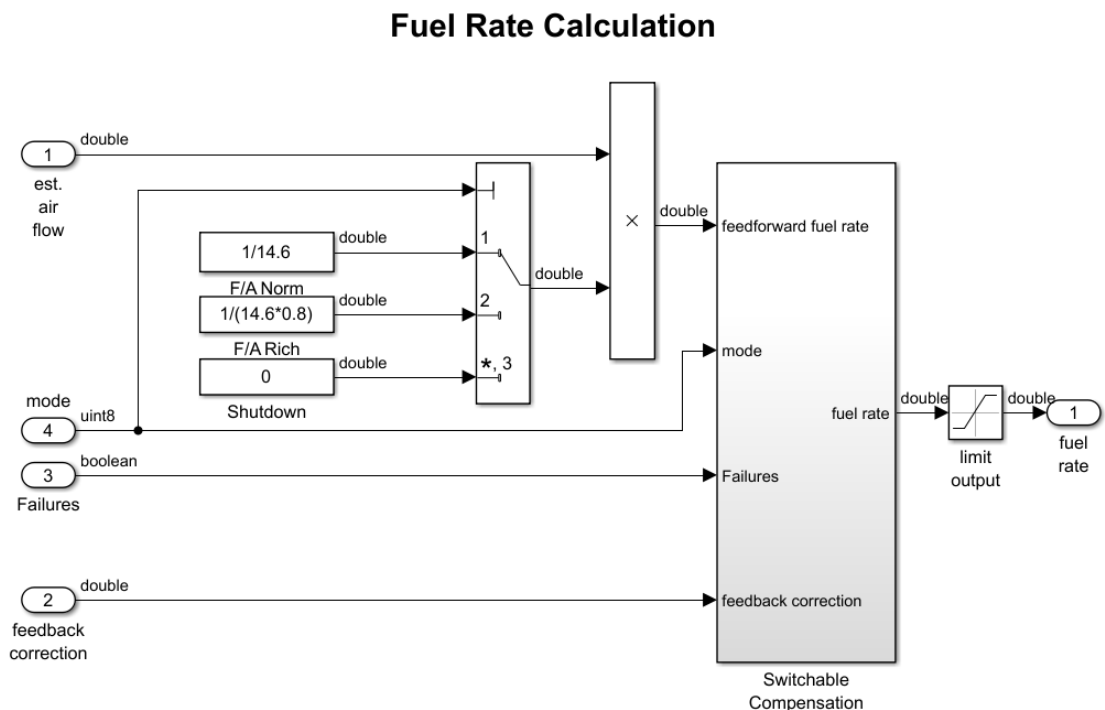 Fuel Rate Calculation
double
1
est.
air
flow
1/14.6
double
F/A Norm
1/(14.6*0.8)
double
F/A Rich
0
double
Shutdown
1
2
*, 3
double
×
double
mode
4
uint8
3
boolean
Failures
2
double
feedback
correction
feedforward fuel rate
mode
Failures
feedback correction
fuel rate
Switchable
Compensation
double
limit
output
double
1
fuel
rate